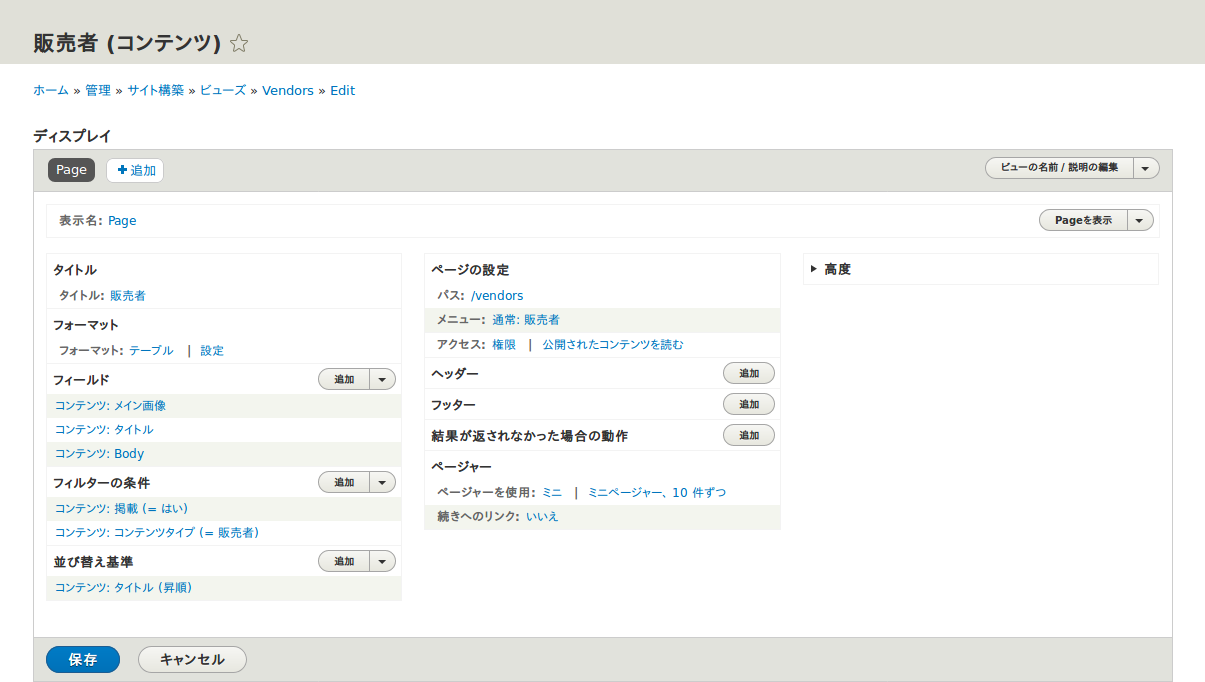 販売者 (コンテンツ)
ホーム » 管理 » サイト構築 » ビューズ » Vendors » Edit
ディスプレイ
Page
追加
ビューの名前 / 説明の編集
表示名: Page
Pageを表示
タイトル
タイトル: 販売者
フォーマット
フォーマット: テーブル | 設定
フィールド
追加
コンテンツ: メイン画像
コンテンツ: タイトル
コンテンツ: Body
フィルターの条件
追加
コンテンツ: 掲載 (= はい)
コンテンツ: コンテンツタイプ (= 販売者)
並び替え基準
追加
コンテンツ: タイトル (昇順)
ページの設定
パス: /vendors
メニュー: 通常: 販売者
アクセス: 権限 | 公開されたコンテンツを読む
ヘッダー
追加
フッター
追加
結果が返されなかった場合の動作
追加
ページャー
ページャーを使用: ミニ | ミニページャー、10 件ずつ
続きへのリンク: いいえ
高度
保存
キャンセル